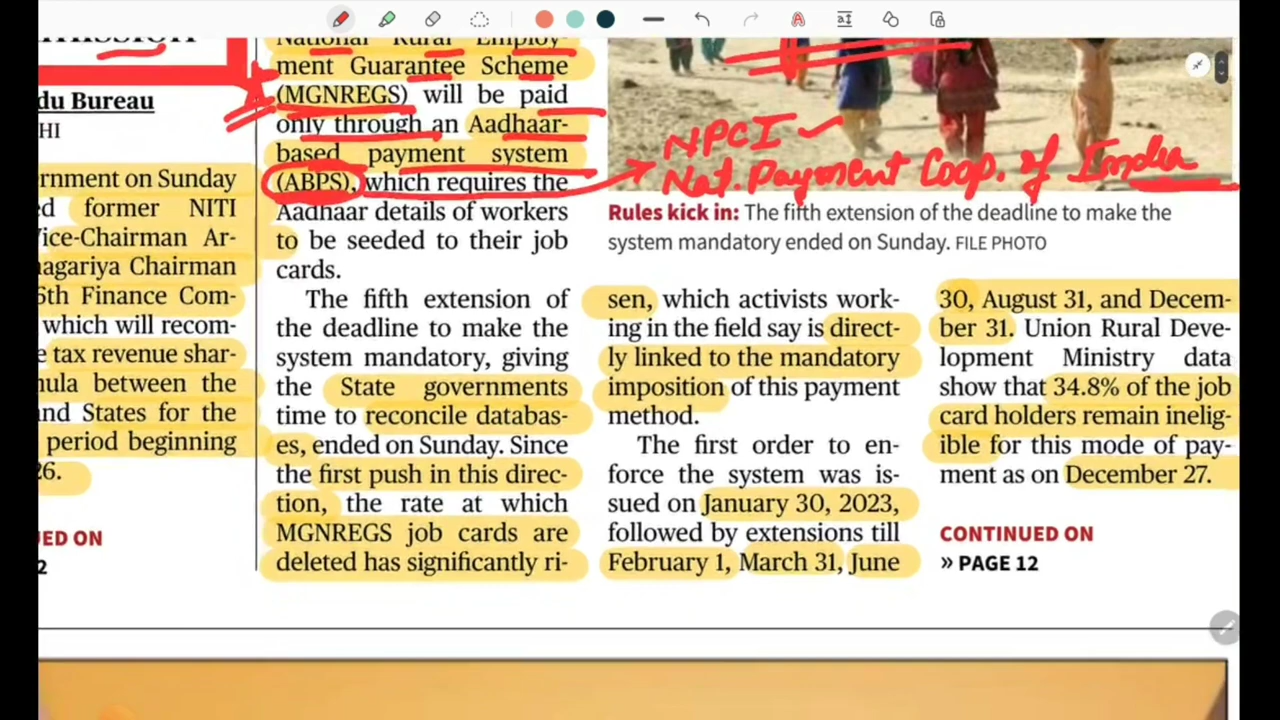 du Bureau
HI
ernment on Sunday
ed former NITI
Vice-Chairman Ar-
nagariya Chairman
6th Finance Com-
which will recom-
e tax revenue shar-
nula between the
and States for the
period beginning
26.
UED ON
2
National Rural Employ-
ment Guarantee Scheme
(MGNREGS) will be paid
only through an Aadhaar-
based payment system
(ABPS), which requires the
Aadhaar details of workers
to be seeded to their job
cards.
The fifth extension of
the deadline to make the
system mandatory, giving
the State governments
time to reconcile databas-
es, ended on Sunday. Since
the first push in this direc-
tion, the rate at which
MGNREGS job cards are
deleted has significantly ri-
NPCI
Nat. Payment Coop. of India
Rules kick in: The fifth extension of the deadline to make the
system mandatory ended on Sunday. FILE PHOTO
sen, which activists work-
ing in the field say is direct-
ly linked to the mandatory
imposition of this payment
method.
The first order to en-
force the system was is-
sued on January 30, 2023,
followed by extensions till
February 1, March 31, June
30, August 31, and Decem-
ber 31. Union Rural Deve-
lopment Ministry data
show that 34.8% of the job
card holders remain inelig-
ible for this mode of pay-
ment as on December 27.
CONTINUED ON
» PAGE 12